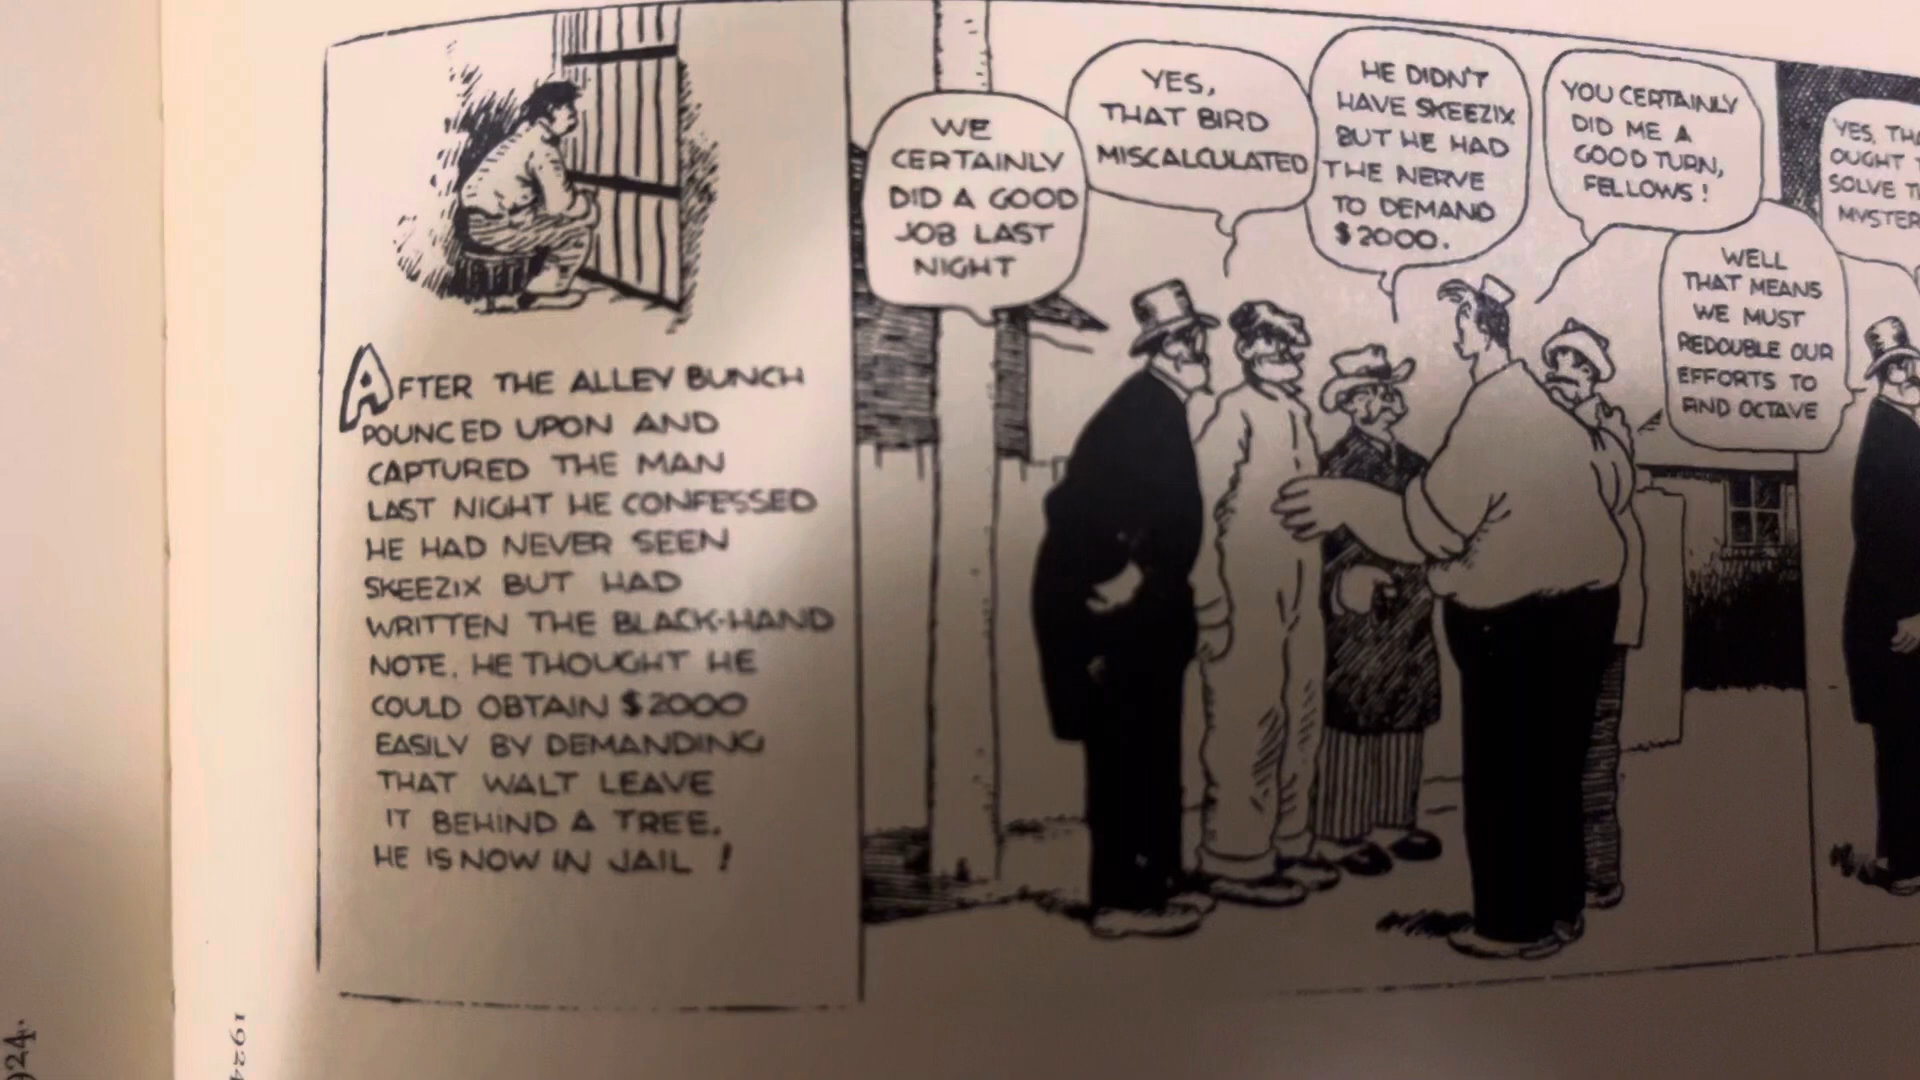 AFTER THE ALLEY BUNCH
POUNCED UPON AND
CAPTURED THE MAN
LAST NIGHT HE CONFESSED
HE HAD NEVER SEEN
SKEEZIX BUT HAD
WRITTEN THE BLACK-HAND
NOTE. HE THOUGHT HE
COULD OBTAIN $2000
EASILY BY DEMANDING
THAT WALT LEAVE
IT BEHIND A TREE.
HE IS NOW IN JAIL!
WE
CERTAINLY
DID A GOOD
JOB LAST
NIGHT
YES,
THAT BIRD
MISCALCULATED
HE DIDN'T
HAVE SKEEZIX
BUT HE HAD
THE NERVE
TO DEMAND
$2000.
YOU CERTAINLY
DID ME A
GOOD TURN,
FELLOWS!
WELL
THAT MEANS
WE MUST
REDOUBLE OUR
EFFORTS TO
FIND OCTAVE
YES,
OUGHT
SOLVE
1924